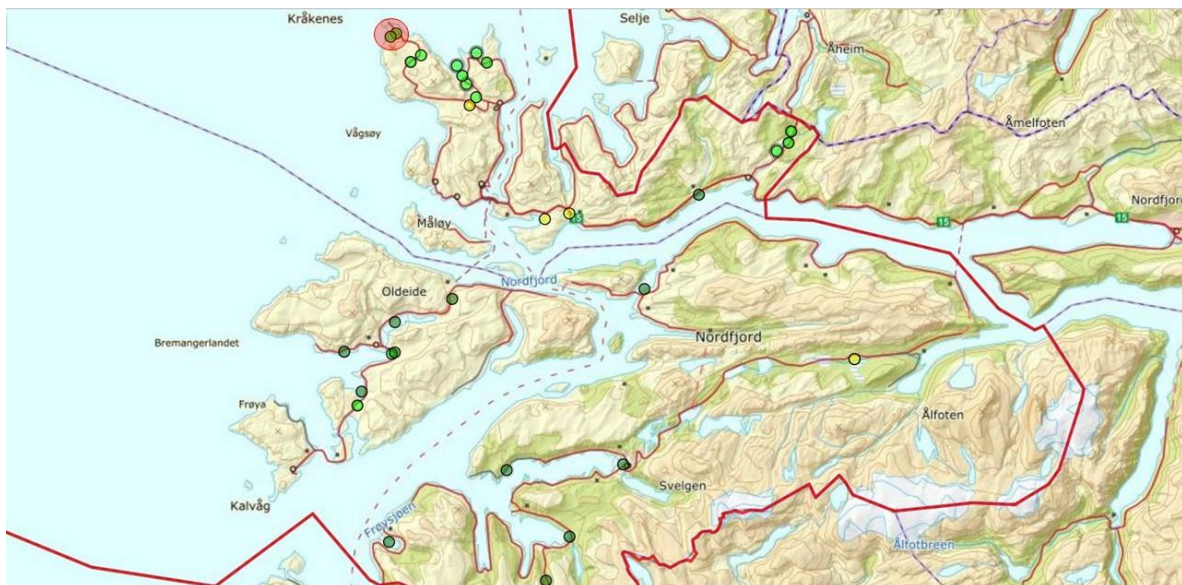 Kråkenes
Selje
Åheim
Åmelfoten
Vågsøy
Nordfjord
Måløy
15
15
15
Nordfjord
Oldeide
Bremangerlandet
Nordfjord
Frøya
Ålfoten
Svelgen
Kalvåg
Frøysjøen
Ålfotbreen